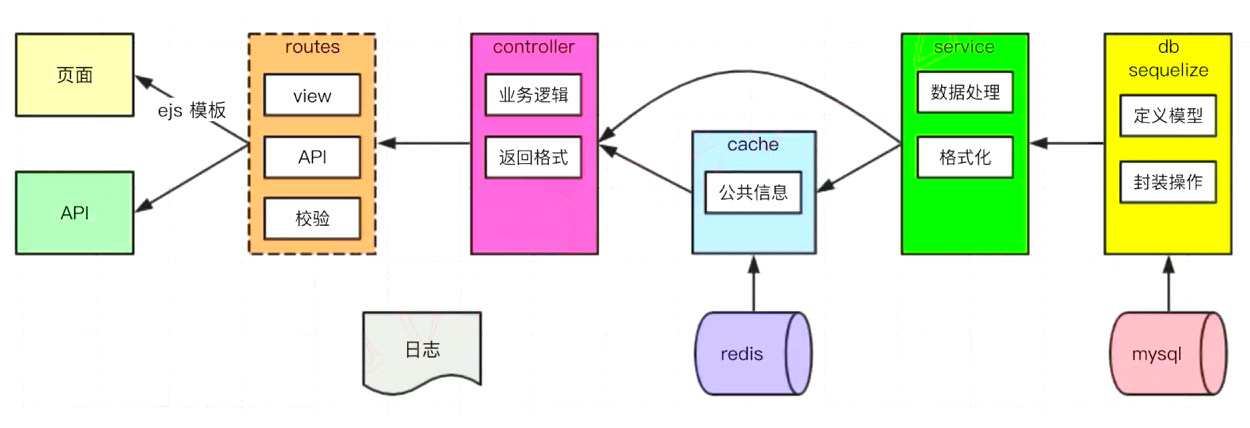 页面
API
ejs 模板
routes
view
API
校验
controller
业务逻辑
返回格式
cache
公共信息
service
数据处理
格式化
db
sequelize
定义模型
封装操作
日志
redis
mysql